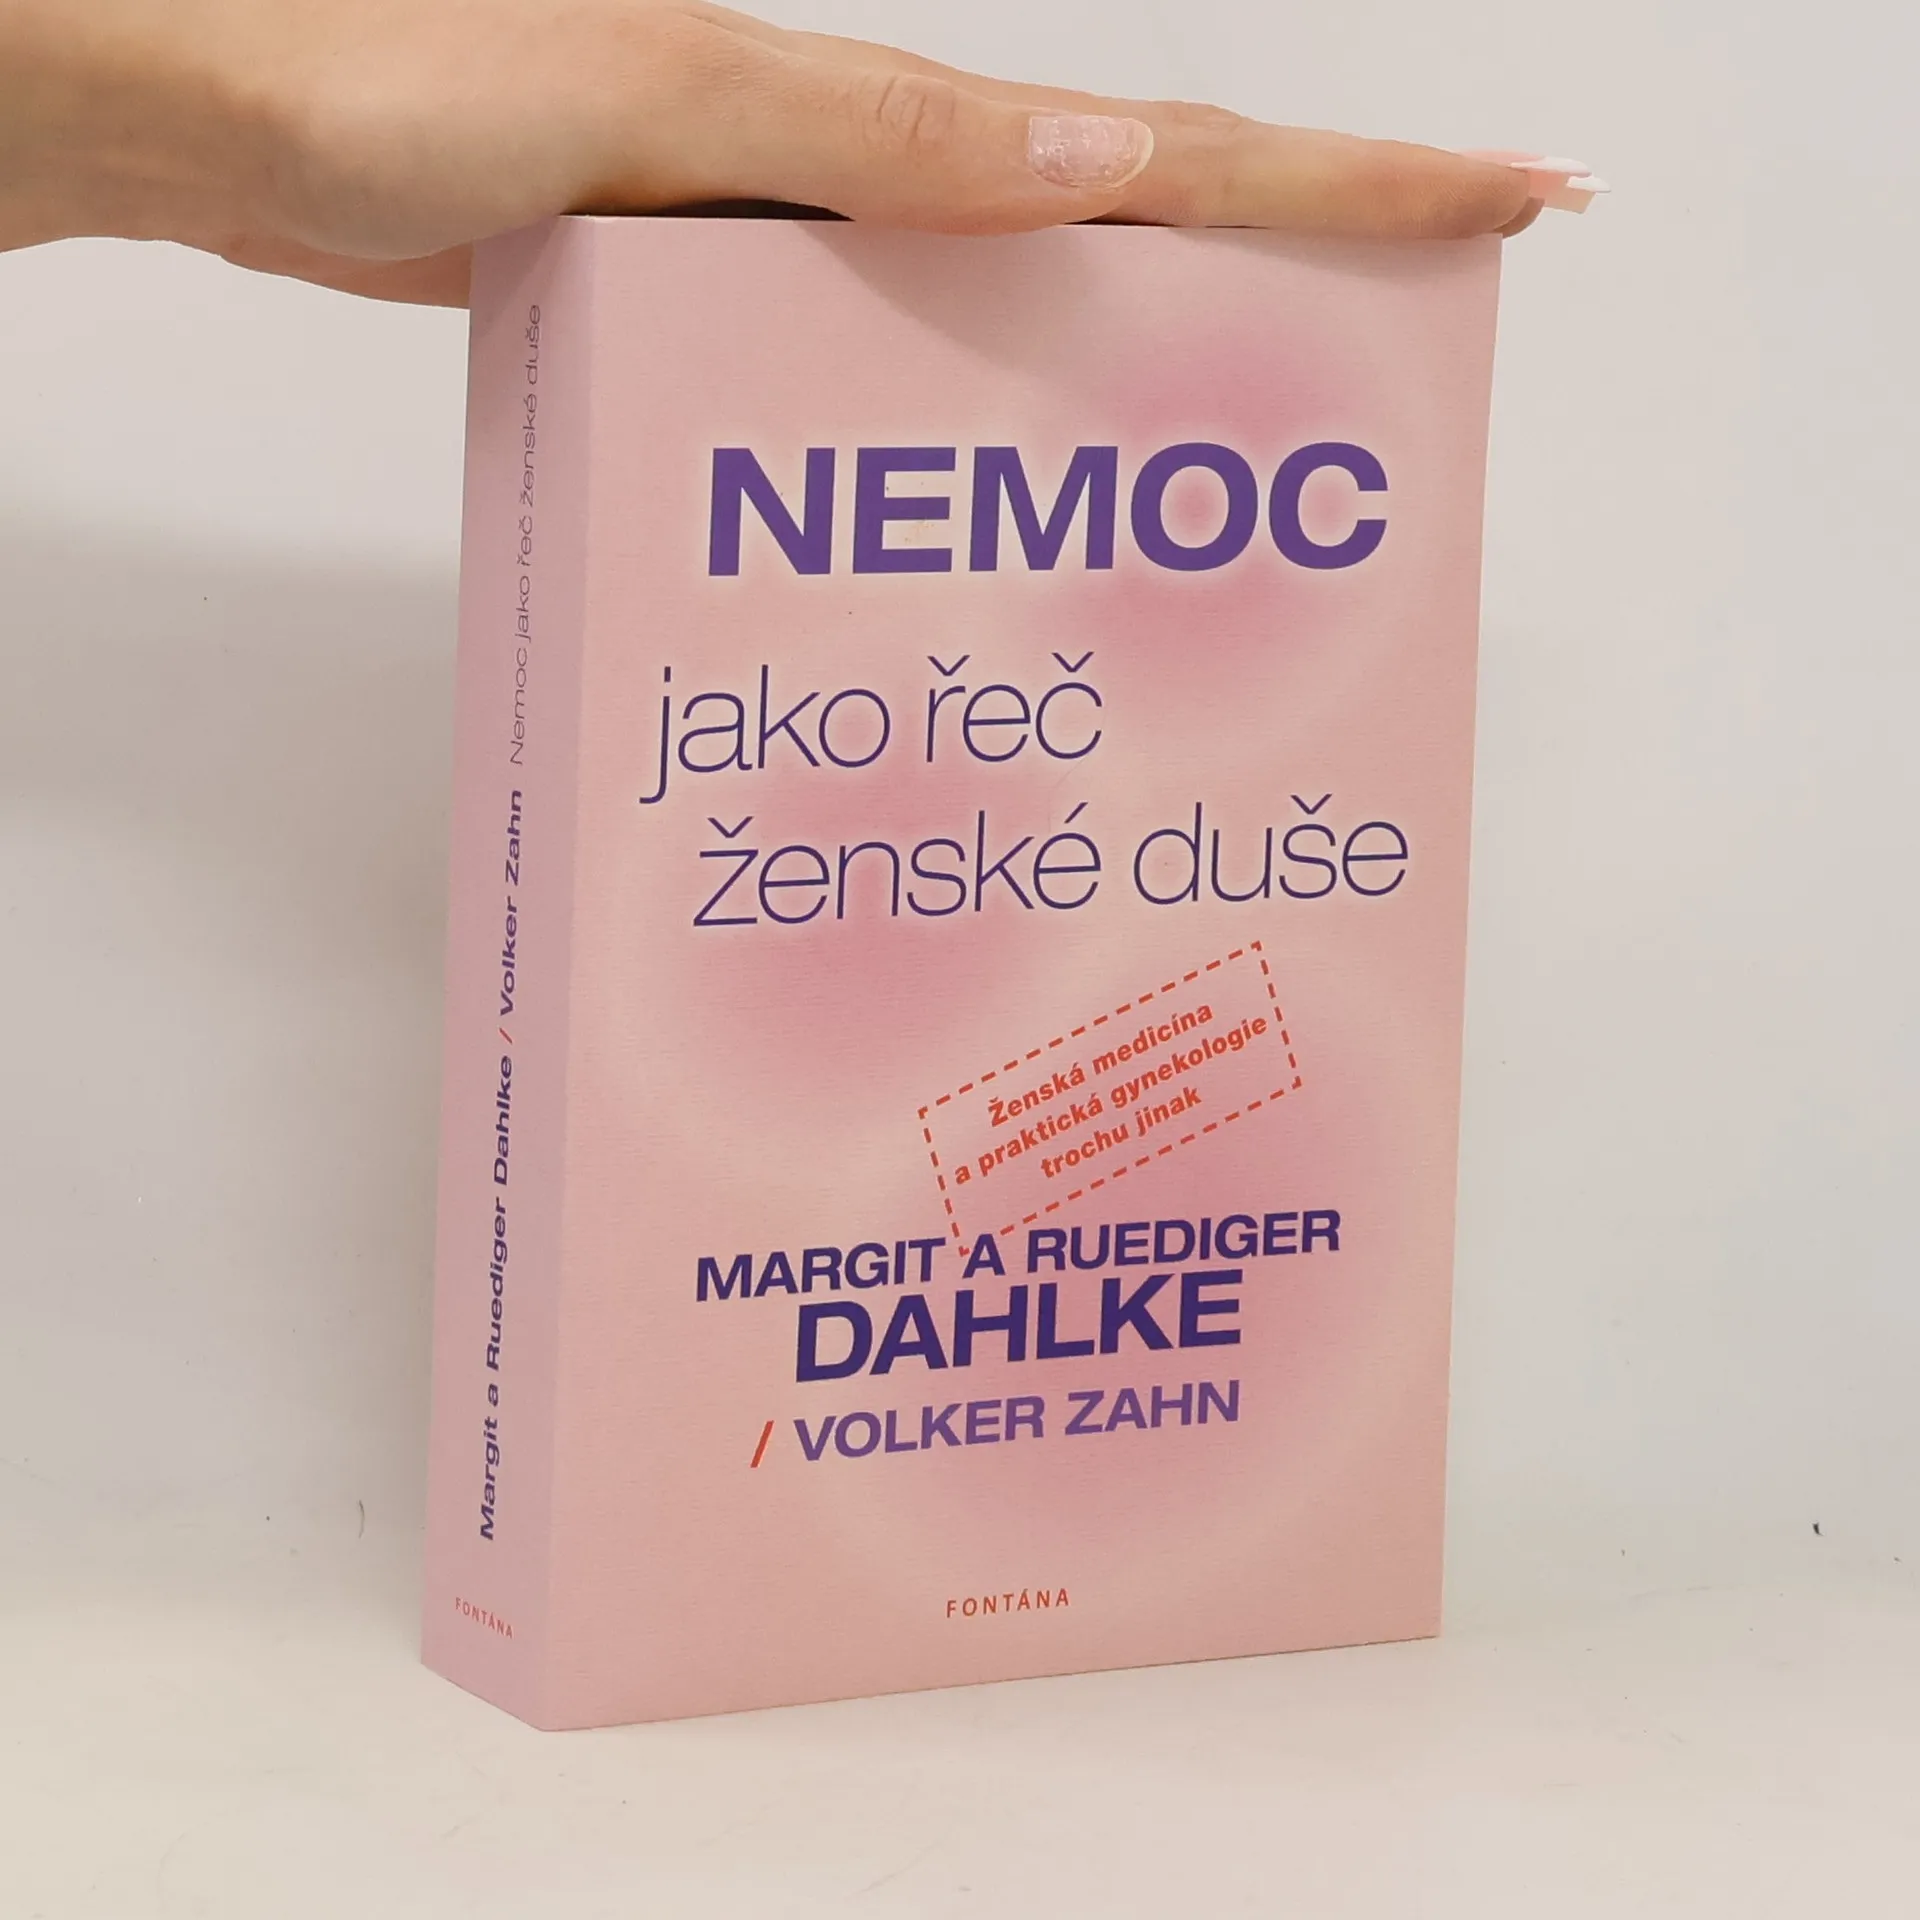 NEMOC
jako řeč
ženské duše
Ženská medicína
a praktická gynekologie
trochu jinak
MARGIT A RUEDIGER
DAHLKE
/ VOLKER ZAHN
FONTÁNA
Margit a Ruediger Dahlke / Volker Zahn Nemoc jako řeč ženské duše
FONTÁNA